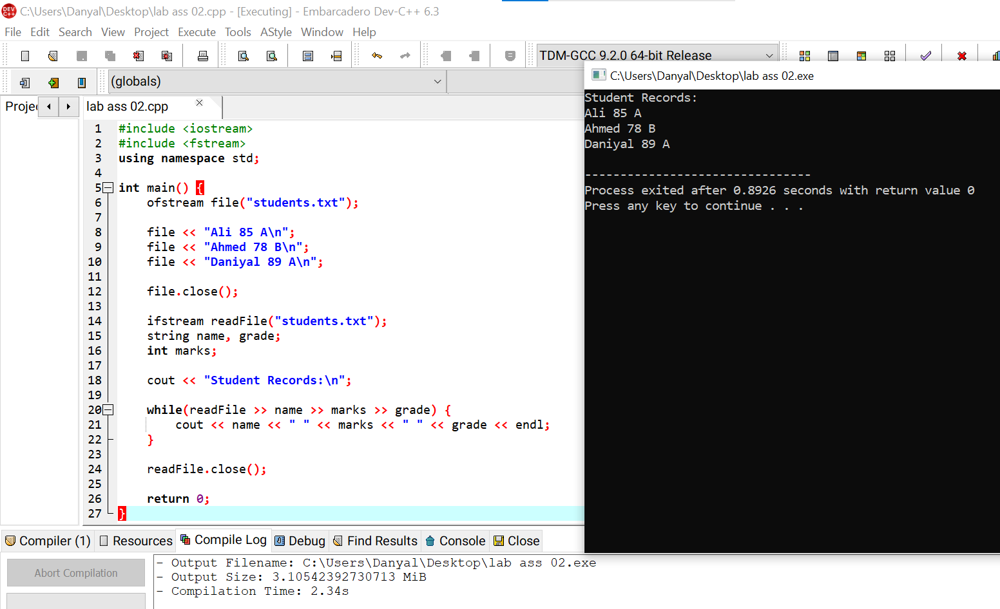 C:\Users\Danyal\Desktop\lab ass 02.cpp - [Executing] - Embarcadero Dev-C++ 6.3
File Edit Search View Project Execute Tools AStyle Window Help
TDM-GCC 9.2.0 64-bit Release
(globals)
Proje
lab ass 02.cpp
1 #include <iostream>
2 #include <fstream>
3 using namespace std;
4
5 int main() {
6     ofstream file("students.txt");
7
8     file << "Ali 85 A\n";
9     file << "Ahmed 78 B\n";
10     file << "Daniyal 89 A\n";
11
12     file.close();
13
14     ifstream readFile("students.txt");
15     string name, grade;
16     int marks;
17
18     cout << "Student Records:\n";
19
20     while(readFile >> name >> marks >> grade) {
21         cout << name << " " << marks << " " << grade << endl;
22     }
23
24     readFile.close();
25
26     return 0;
27 }
C:\Users\Danyal\Desktop\lab ass 02.exe
Student Records:
Ali 85 A
Ahmed 78 B
Daniyal 89 A
--------------------------------
Process exited after 0.8926 seconds with return value 0
Press any key to continue . . .
Compiler (1) Resources Compile Log Debug Find Results Console Close
Abort Compilation
- Output Filename: C:\Users\Danyal\Desktop\lab ass 02.exe
- Output Size: 3.10542392730713 MiB
- Compilation Time: 2.34s